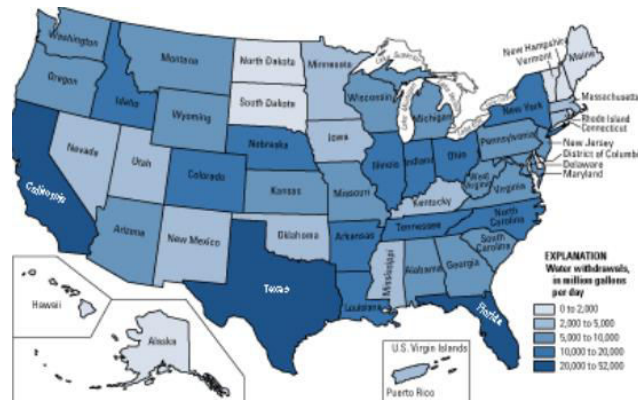 Washington
Montana
North Dakota
Minnesota
Lake Superior
New Hampshire
Vermont
Maine
Oregon
Idaho
South Dakota
Wisconsin
Michigan
New York
Massachusetts
Wyoming
Rhode Island
Connecticut
Nebraska
Iowa
Pennsylvania
New Jersey
District of Columbi
Delaware
Maryland
Nevada
Utah
Colorado
Illinois
Indiana
Ohio
West
Virginia
Virginia
California
Kansas
Missouri
Kentucky
North
Carolina
Arizona
New Mexico
Oklahoma
Arkansas
Tennessee
South
Carolina
Mississippi
Alabama
Georgia
Texas
Louisiana
Florida
Hawaii
Alaska
U.S. Virgin Islands
Puerto Rico
EXPLANATION
Water withdrawals,
in million gallons
per day
0 to 2,000
2,000 to 5,000
5,000 to 10,000
10,000 to 20,000
20,000 to 52,000